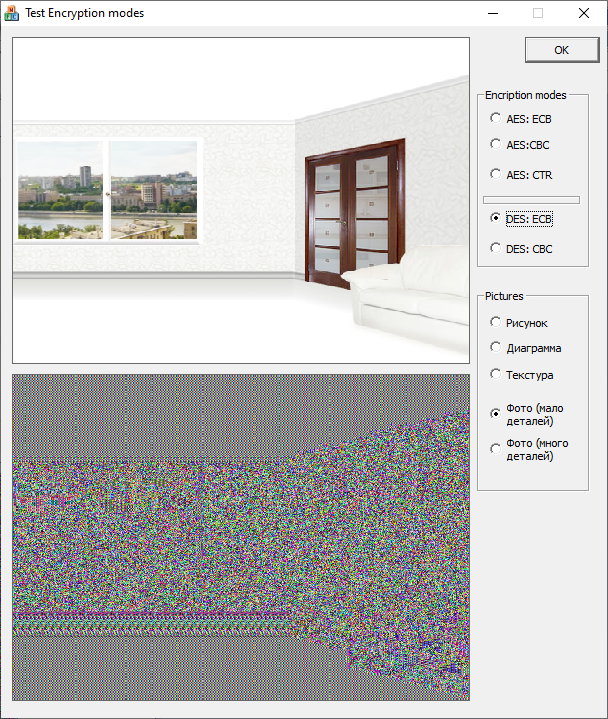 Test Encryption modes
OK
Encription modes
AES: ECB
AES:CBC
AES: CTR
DES: ECB
DES: CBC
Pictures
Рисунок
Диаграмма
Текстура
Фото (мало
деталей)
Фото (много
деталей)